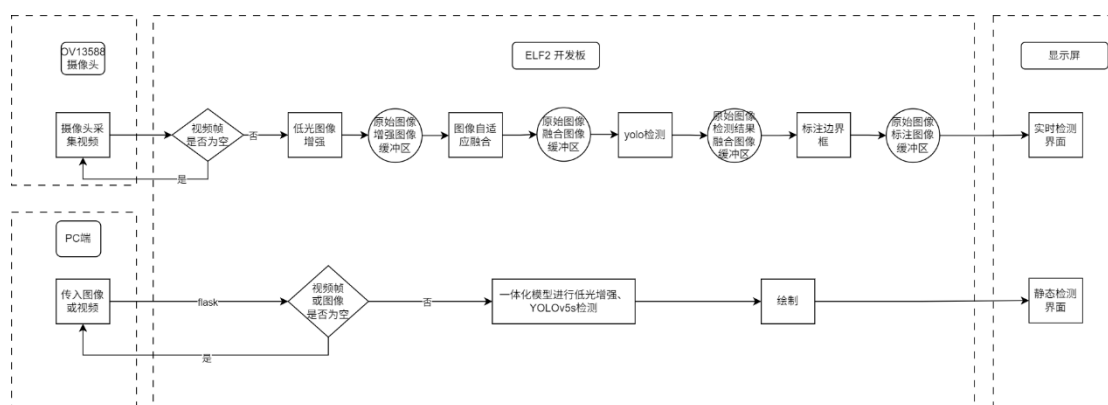 OV13588
摄像头
ELF2 开发板
显示屏
摄像头采
集视频
视频帧
是否为空
否
低光图像
增强
原始图像
增强图像
缓冲区
图像自适
应融合
原始图像
融合图像
缓冲区
yolo检测
原始图像
检测结果
融合图像
缓冲区
标注边界
框
原始图像
标注图像
缓冲区
实时检测
界面
是
PC端
传入图像
或视频
flask
视频帧
或图像
是否为空
否
一体化模型进行低光增强、
YOLOv5s检测
绘制
静态检测
界面
是